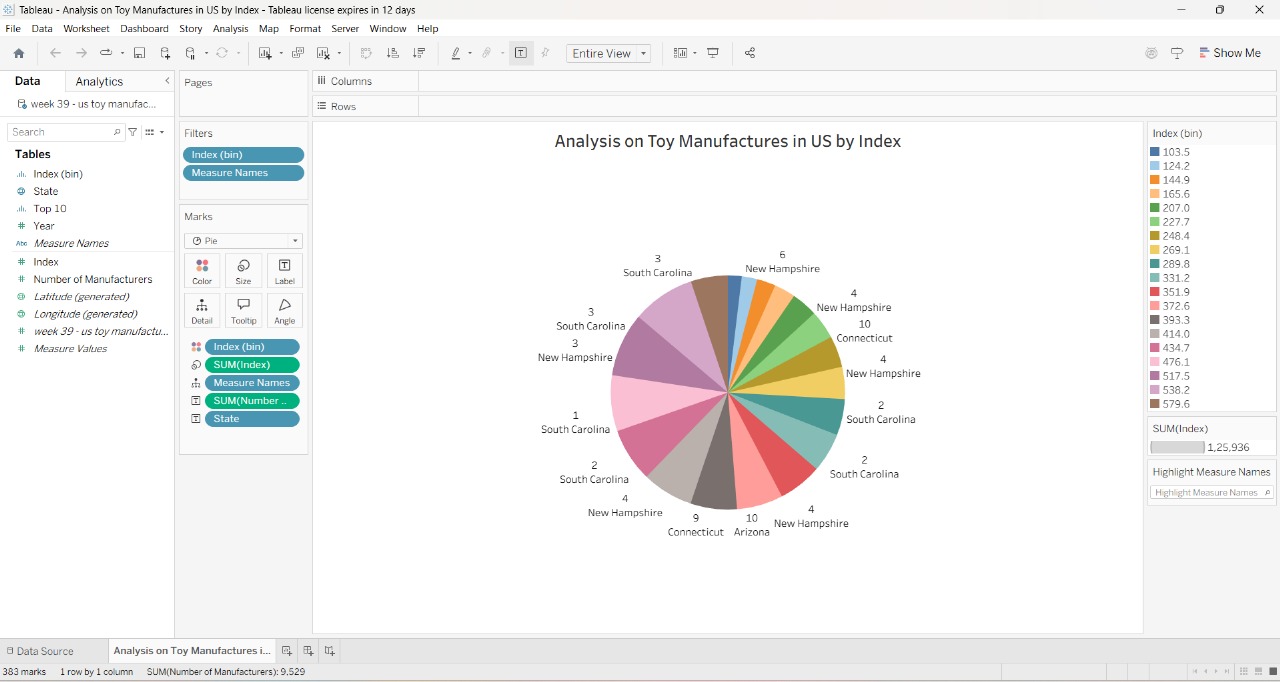 Tableau - Analysis on Toy Manufactures in US by Index - Tableau license expires in 12 days
File Data Worksheet Dashboard Story Analysis Map Format Server Window Help
Entire View
Show Me
Data Analytics
week 39 - us toy manufac...
Search
Tables
Index (bin)
State
Top 10
Year
Abc Measure Names
Index
Number of Manufacturers
Latitude (generated)
Longitude (generated)
week 39 - us toy manufactu...
Measure Values
Pages
Filters
Index (bin)
Measure Names
Marks
Pie
Color Size Label
Detail Tooltip Angle
Index (bin)
SUM(Index)
Measure Names
SUM(Number ..
State
Columns
Rows
Analysis on Toy Manufactures in US by Index
3
South Carolina
6
New Hampshire
4
New Hampshire
10
Connecticut
4
New Hampshire
2
South Carolina
2
South Carolina
4
New Hampshire
10
Arizona
9
Connecticut
4
New Hampshire
2
South Carolina
1
South Carolina
3
New Hampshire
3
South Carolina
Index (bin)
103.5
124.2
144.9
165.6
207.0
227.7
248.4
269.1
289.8
331.2
351.9
372.6
393.3
414.0
434.7
476.1
517.5
538.2
579.6
SUM(Index)
1,25,936
Highlight Measure Names
Highlight Measure Names
Data Source
Analysis on Toy Manufactures i...
383 marks 1 row by 1 column SUM(Number of Manufacturers): 9,529